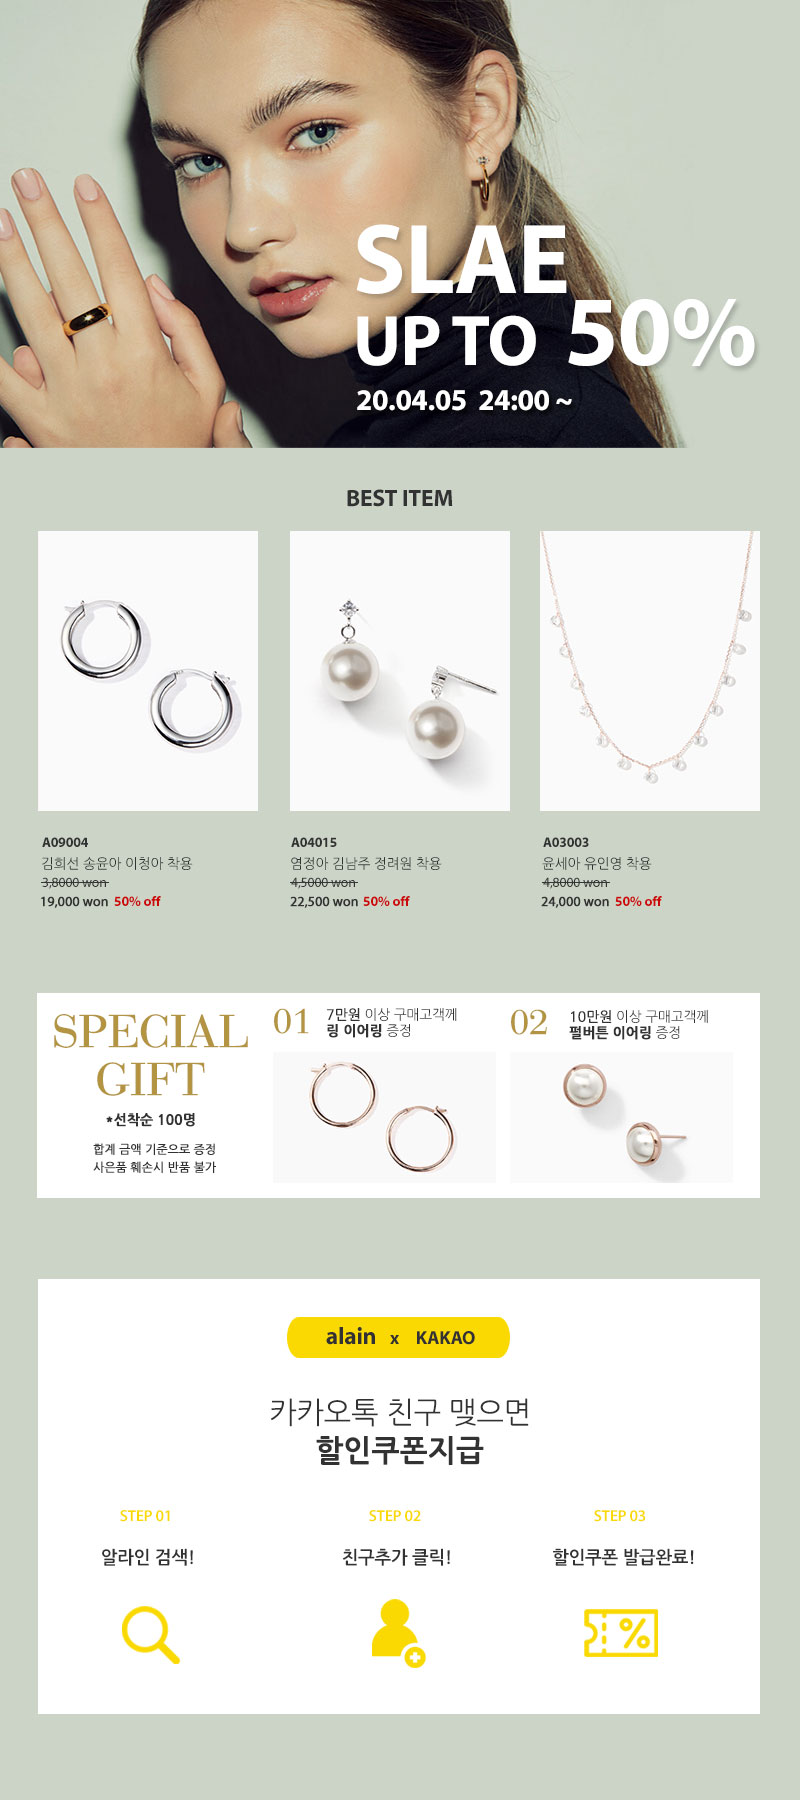 SLAE
UP TO 50%
20.04.05 24:00 ~
BEST ITEM
A09004
김희선 송윤아 이청아 착용
3,8000 won
19,000 won 50% off
A04015
염정아 김남주 정려원 착용
4,5000 won
22,500 won 50% off
A03003
윤세아 유인영 착용
4,8000 won
24,000 won 50% off
SPECIAL
GIFT
*선착순 100명
합계 금액 기준으로 증정
사은품 훼손시 반품 불가
01 7만원 이상 구매고객께
링 이어링 증정
02 10만원 이상 구매고객께
펄버튼 이어링 증정
alain x KAKAO
카카오톡 친구 맺으면
할인쿠폰지급
STEP 01
알라인 검색!
STEP 02
친구추가 클릭!
STEP 03
할인쿠폰 발급완료!
%